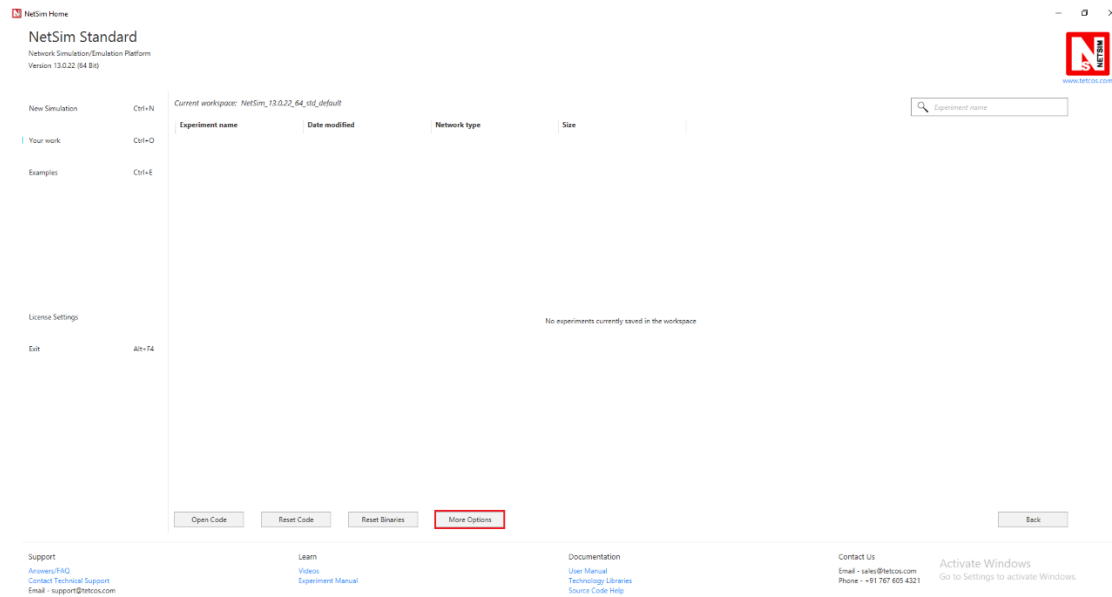 NetSim Home
NetSim Standard
Network Simulation/Emulation Platform
Version 13.0.22 (64 Bit)
NETSIM
www.tetcos.com
New Simulation Ctrl+N
Your work Ctrl+O
Examples Ctrl+E
License Settings
Exit Alt+F4
Current workspace: NetSim_13.0.22_64_std_default
Experiment name
Experiment name Date modified Network type Size
No experiments currently saved in the workspace
Open Code Reset Code Reset Binaries More Options Back
Support
Answers/FAQ
Contact Technical Support
Email - support@tetcos.com
Learn
Videos
Experiment Manual
Documentation
User Manual
Technology Libraries
Source Code Help
Contact Us
Email - sales@tetcos.com
Phone - +91 767 605 4321
Activate Windows
Go to Settings to activate Windows.